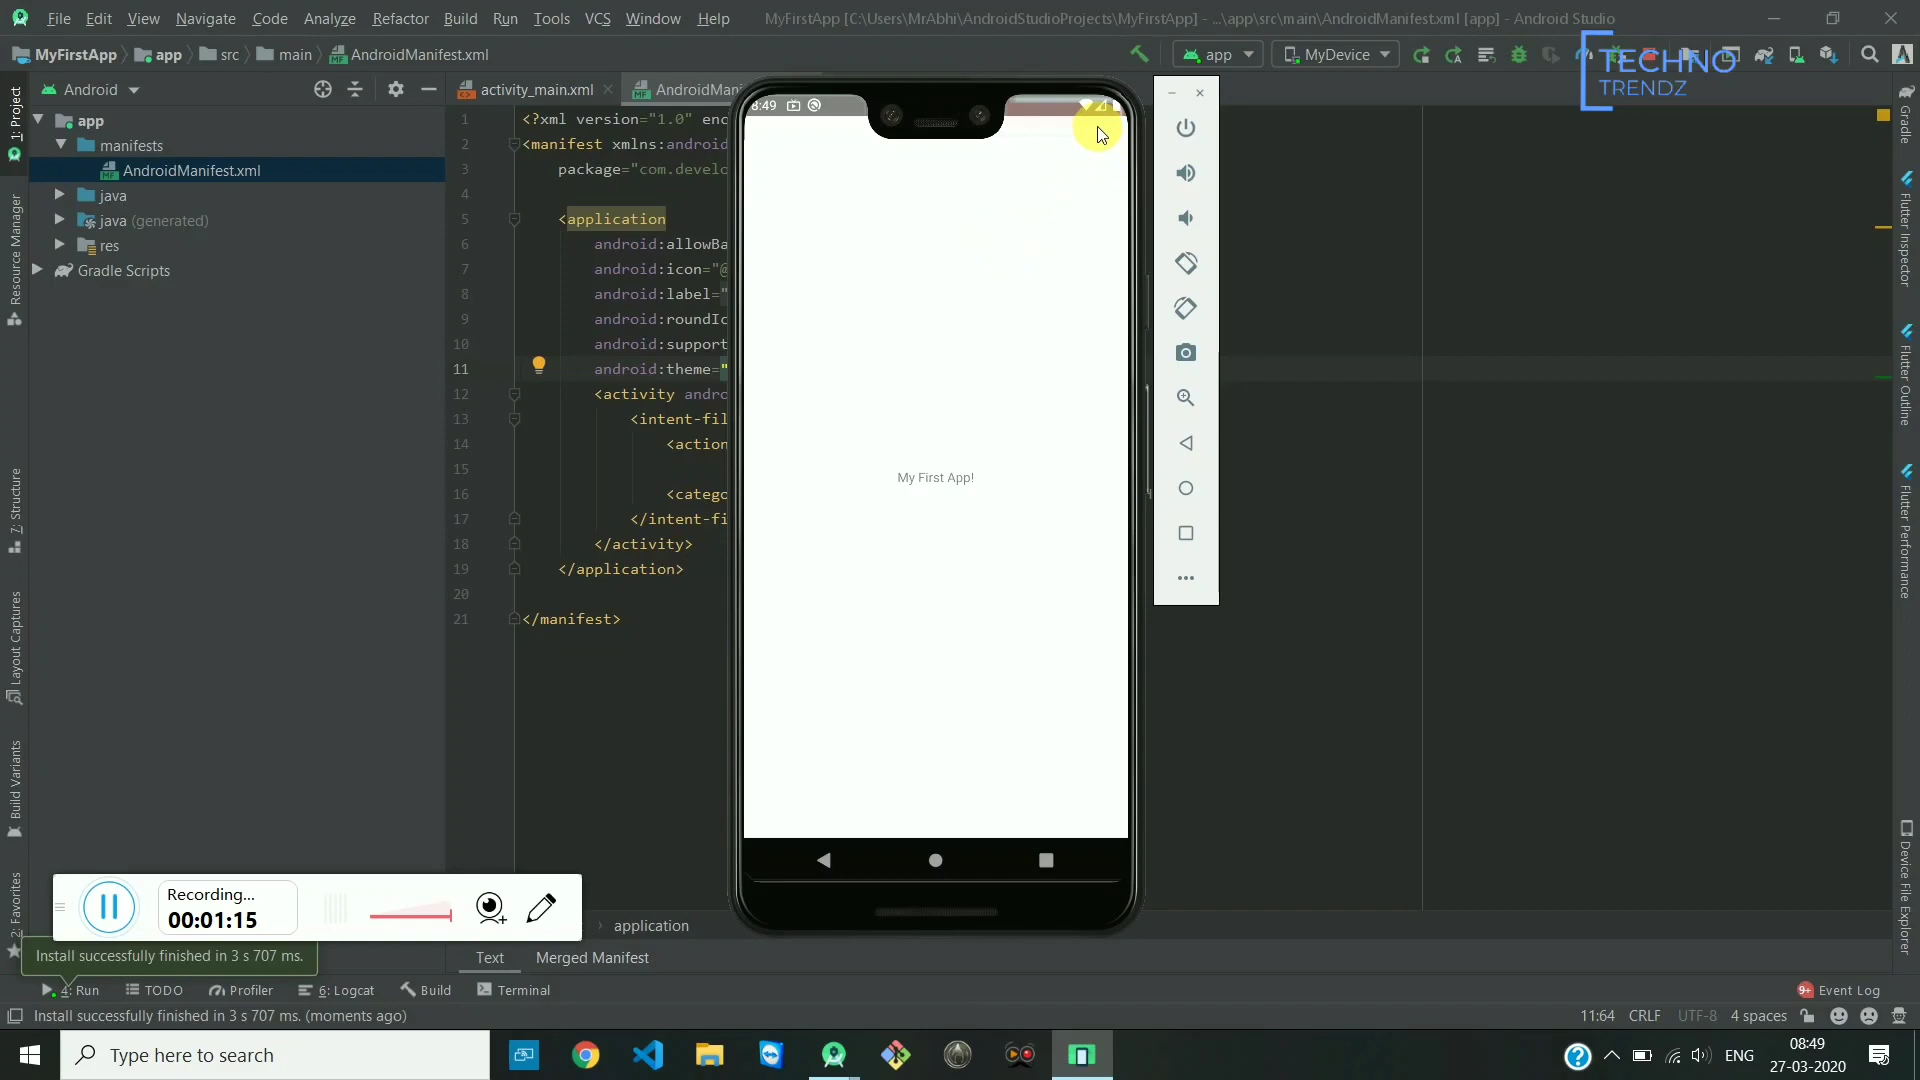 File Edit View Navigate Code Analyze Refactor Build Run Tools VCS Window Help MyFirstApp [C:\Users\MrAbhi\AndroidStudioProjects\MyFirstApp] - ...\app\src\main\AndroidManifest.xml [app] - Android Studio
MyFirstApp app src main AndroidManifest.xml app MyDevice
TECHNO
TRENDZ
Android
activity_main.xml AndroidMani
app
manifests
AndroidManifest.xml
java
java (generated)
res
Gradle Scripts
1: Project
Resource Manager
7: Structure
Layout Captures
Build Variants
2: Favorites
1 <?xml version="1.0" enc
2 <manifest xmlns:android
3 package="com.develo
4
5 <application
6 android:allowBa
7 android:icon="@
8 android:label="
9 android:roundIc
10 android:support
11 android:theme="
12 <activity andro
13 <intent-fil
14 <action
15
16 <catego
17 </intent-fi
18 </activity>
19 </application>
20
21 </manifest>
8:49
My First App!
Gradle
Flutter Inspector
Flutter Outline
Flutter Performance
Device File Explorer
Recording...
00:01:15
application
Install successfully finished in 3 s 707 ms.
Text Merged Manifest
4: Run TODO Profiler 6: Logcat Build Terminal 9+ Event Log
Install successfully finished in 3 s 707 ms. (moments ago) 11:64 CRLF UTF-8 4 spaces
Type here to search ENG 08:49
27-03-2020